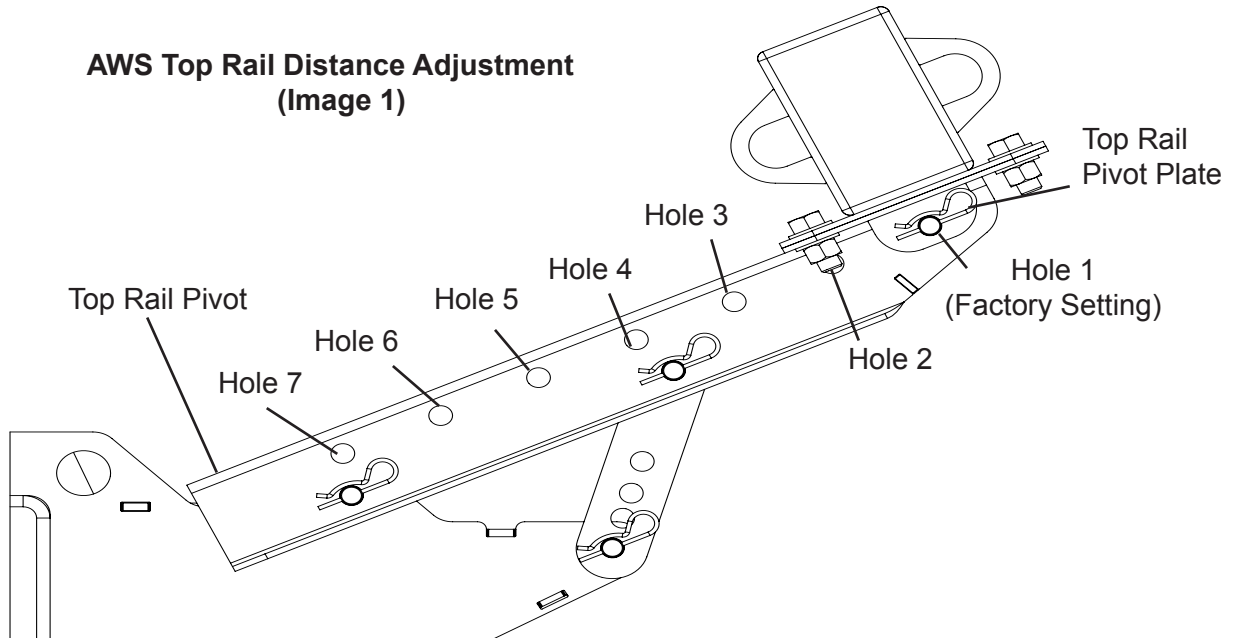 AWS Top Rail Distance Adjustment
(Image 1)
Top Rail
Pivot Plate
Hole 3
Hole 4
Hole 1
(Factory Setting)
Top Rail Pivot
Hole 5
Hole 6
Hole 2
Hole 7